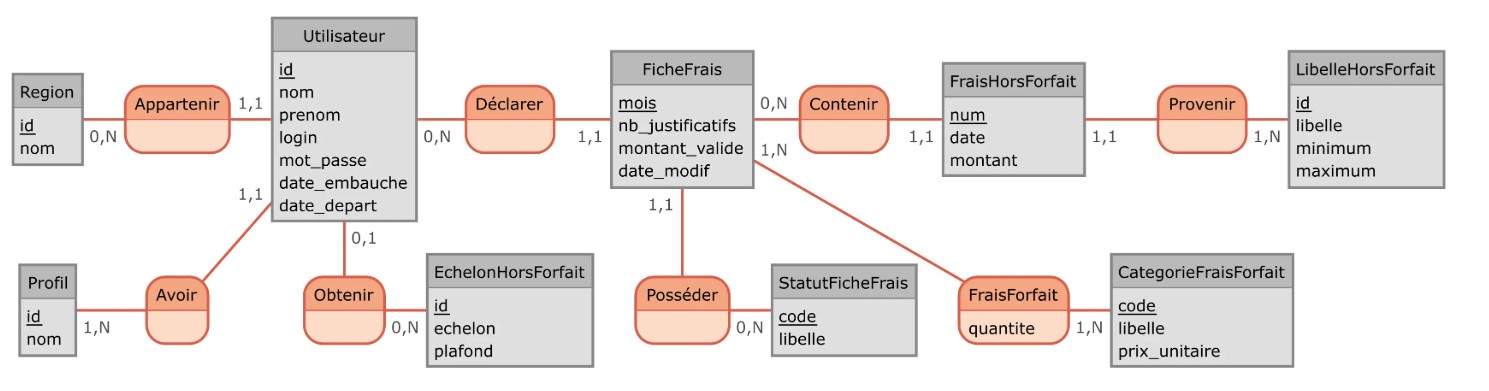 Region
id
nom
Appartenir
0,N
1,1
Utilisateur
id
nom
prenom
login
mot_passe
date_embauche
date_depart
Déclarer
0,N
1,1
FicheFrais
mois
nb_justificatifs
montant_valide
date_modif
Contenir
0,N
1,1
FraisHorsForfait
num
date
montant
Provenir
1,1
1,N
LibelleHorsForfait
id
libelle
minimum
maximum
Profil
id
nom
Avoir
1,N
1,1
Obtenir
0,1
0,N
EchelonHorsForfait
id
echelon
plafond
Posséder
1,1
0,N
StatutFicheFrais
code
libelle
FraisForfait
quantite
1,N
1,N
CategorieFraisForfait
code
libelle
prix_unitaire